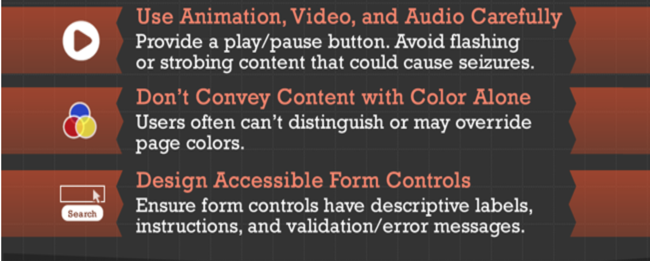 Use Animation, Video, and Audio Carefully
Provide a play/pause button. Avoid flashing
or strobing content that could cause seizures.
Don't Convey Content with Color Alone
Users often can't distinguish or may override
page colors.
Design Accessible Form Controls
Search
Ensure form controls have descriptive labels,
instructions, and validation/error messages.